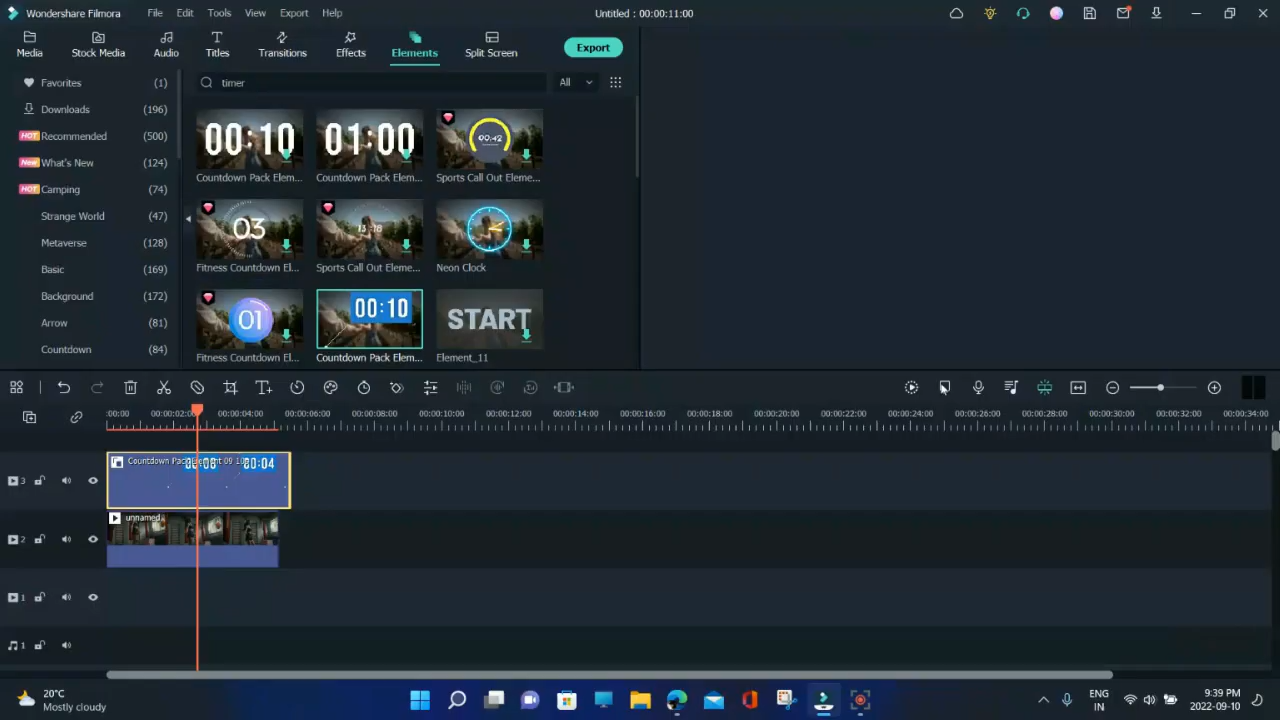 Wondershare Filmora File Edit Tools View Export Help Untitled : 00:00:11:00
Media Stock Media Audio Titles Transitions Effects Elements Split Screen Export
Favorites (1)
Downloads (196)
HOT Recommended (500)
New What's New (124)
HOT Camping (74)
Strange World (47)
Metaverse (128)
Basic (169)
Background (172)
Arrow (81)
Countdown (84)
timer All
00:10 01:00 00:42
Countdown Pack Elem... Countdown Pack Elem... Sports Call Out Eleme...
03 13:18
Fitness Countdown El... Sports Call Out Eleme... Neon Clock
01 00:10 START
Fitness Countdown El... Countdown Pack Elem... Element_11
:00:00 00:00:02:00 00:00:04:00 00:00:06:00 00:00:08:00 00:00:10:00 00:00:12:00 00:00:14:00 00:00:16:00 00:00:18:00 00:00:20:00 00:00:22:00 00:00:24:00 00:00:26:00 00:00:28:00 00:00:30:00 00:00:32:00 00:00:34:00
3 Countdown Pack Element 09 10s 00:08 00:04
2 unnamed
1
1
20°C
Mostly cloudy
ENG
IN
9:39 PM
2022-09-10